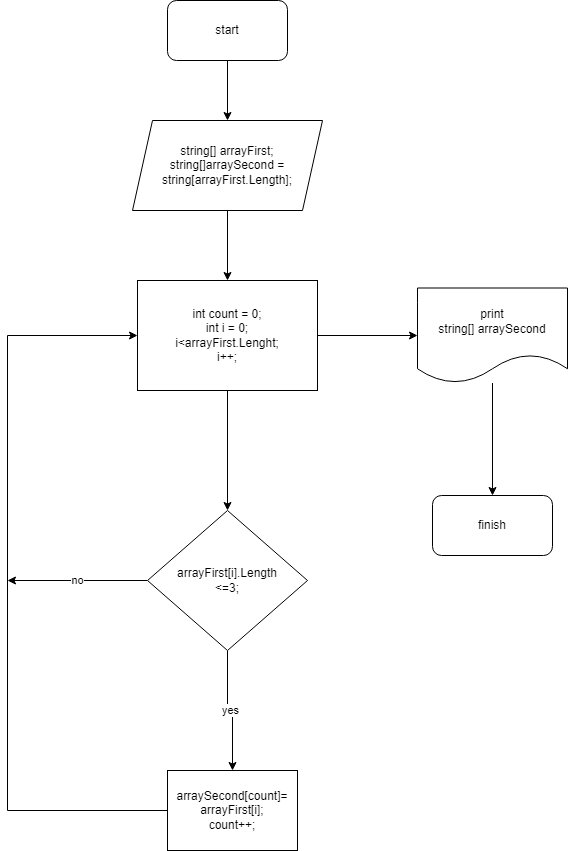 start
string[] arrayFirst;
string[]arraySecond =
string[arrayFirst.Length];
int count = 0;
int i = 0;
i<arrayFirst.Lenght;
i++;
print
string[] arraySecond
finish
arrayFirst[i].Length
<=3;
no
yes
arraySecond[count]=
arrayFirst[i];
count++;